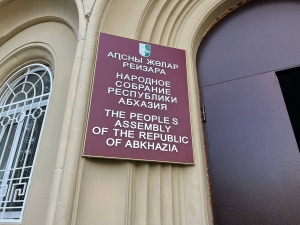 АԤСНЫ ЖӘЛАР
РЕИЗАРА
НАРОДНОЕ
СОБРАНИЕ
РЕСПУБЛИКИ
АБХАЗИЯ
THE PEOPLE S
ASSEMBLY
OF THE REPUBLIC
OF ABKHAZIA